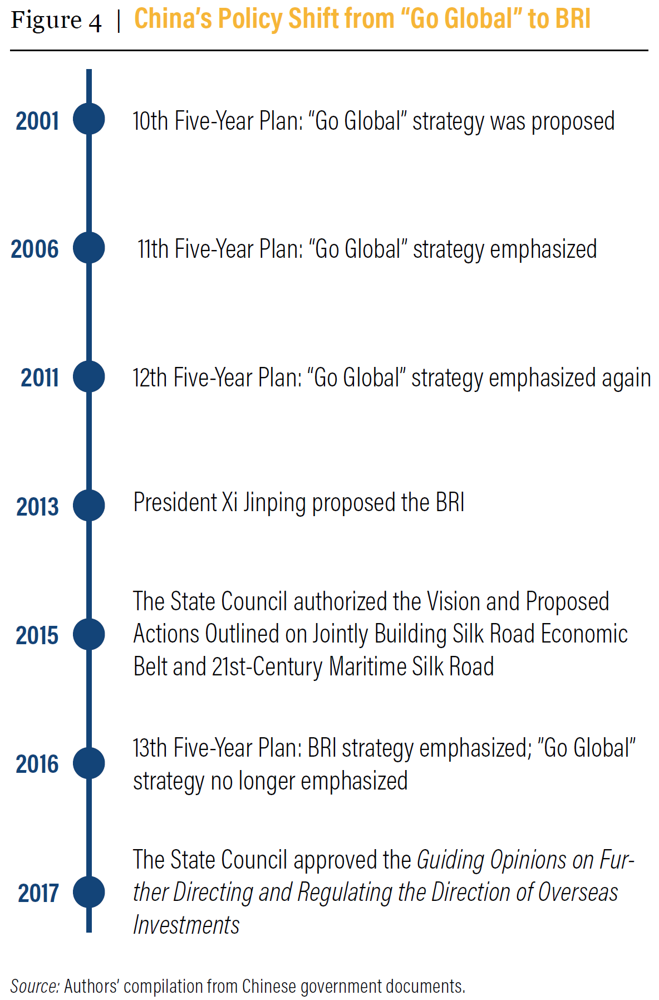 Figure 4 | China’s Policy Shift from “Go Global” to BRI
2001 10th Five-Year Plan: “Go Global” strategy was proposed
2006 11th Five-Year Plan: “Go Global” strategy emphasized
2011 12th Five-Year Plan: “Go Global” strategy emphasized again
2013 President Xi Jinping proposed the BRI
The State Council authorized the Vision and Proposed
2015 Actions Outlined on Jointly Building Silk Road Economic
Belt and 21st-Century Maritime Silk Road
2016 13th Five-Year Plan: BRI strategy emphasized; ”Go Global”
strategy no longer emphasized
The State Council approved the Guiding Opinions on Fur-
2017 ther Directing and Regulating the Direction of Overseas
Investments
Source: Authors’ compilation from Chinese government documents.